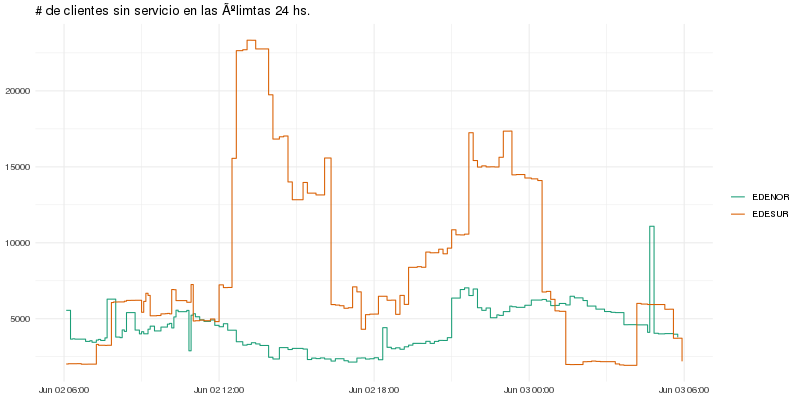 # de clientes sin servicio en las Ãºlimtas 24 hs.
20000
15000
10000
5000
EDENOR
EDESUR
Jun 02 06:00
Jun 02 12:00
Jun 02 18:00
Jun 03 00:00
Jun 03 06:00